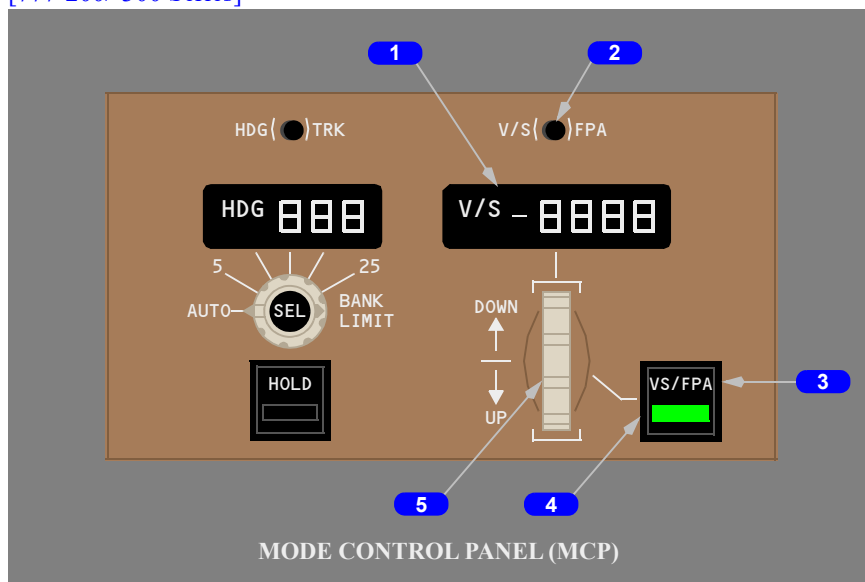 1
2
HDG( )TRK
V/S( )FPA
HDG 888
V/S - 8888
5
25
AUTO
SEL
BANK
LIMIT
DOWN
HOLD
VS/FPA
3
UP
5
4
MODE CONTROL PANEL (MCP)